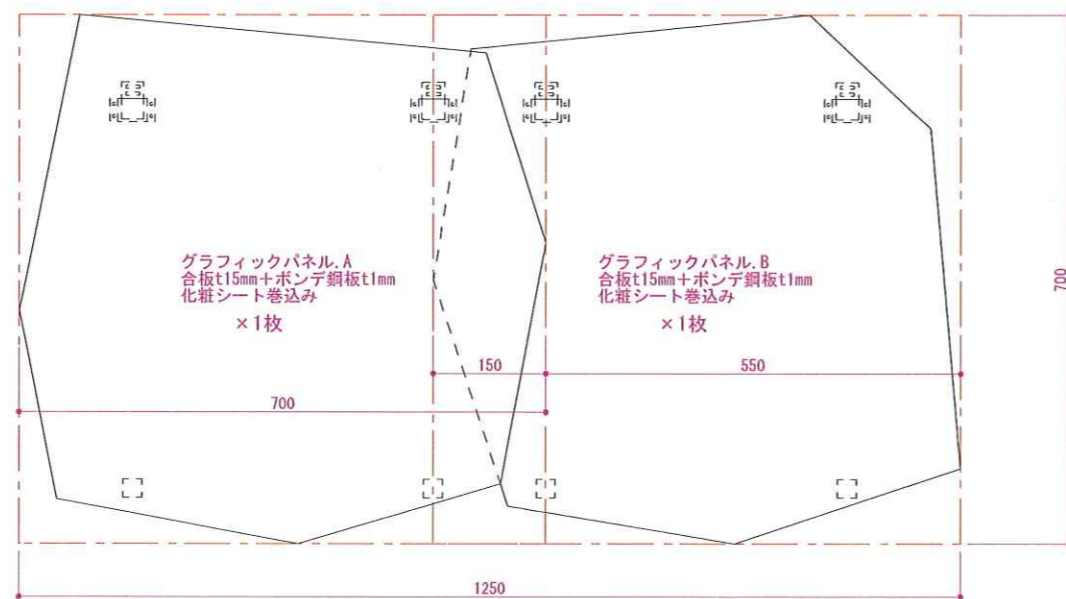 グラフィックパネル.A
合板t15mm＋ボンデ鋼板t1mm
化粧シート巻込み
×1枚
グラフィックパネル.B
合板t15mm＋ボンデ鋼板t1mm
化粧シート巻込み
×1枚
700
150
550
700
1250